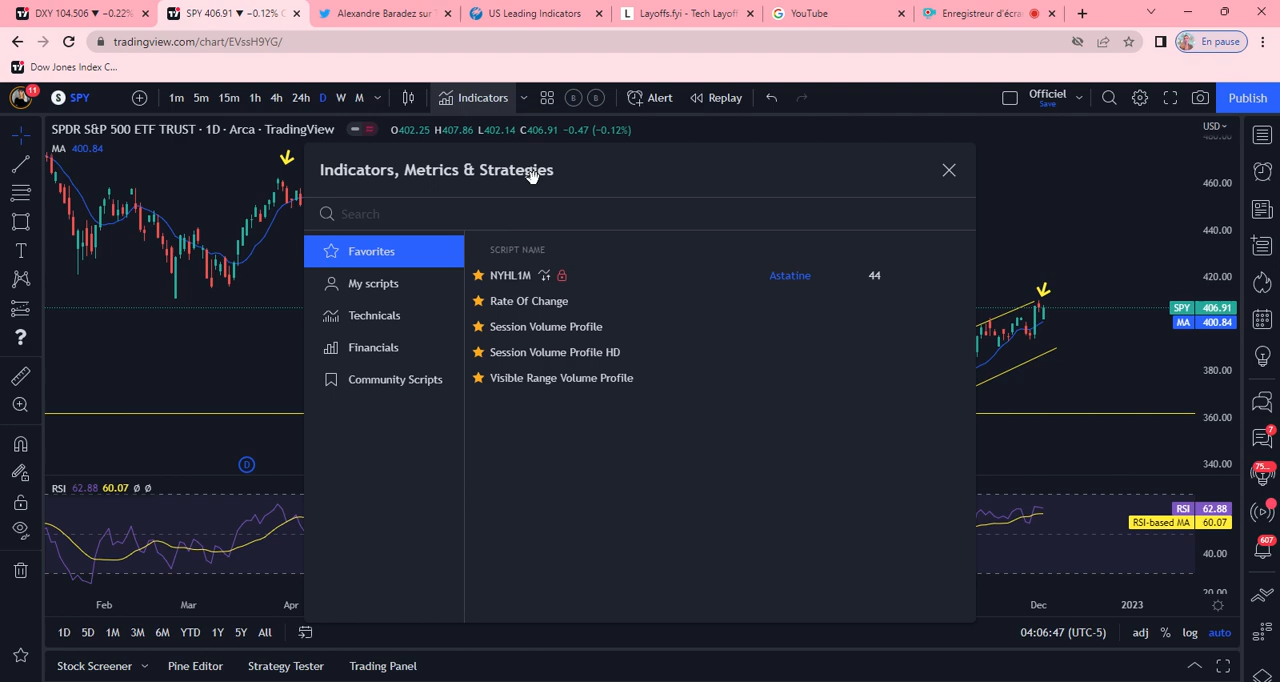 DXY 104.506 ▼ −0.22%
SPY 406.91 ▼ −0.12%
Alexandre Baradez sur
US Leading Indicators
Layoffs.fyi - Tech Layof
YouTube
Enregistreur d'écra
tradingview.com/chart/EVssH9YG/
En pause
Dow Jones Index C...
11
S SPY
1m 5m 15m 1h 4h 24h D W M
Indicators
B B
Alert
Replay
Officiel
Save
Publish
SPDR S&P 500 ETF TRUST · 1D · Arca · TradingView
O402.25 H407.86 L402.14 C406.91 −0.47 (−0.12%)
USD
MA 400.84
Indicators, Metrics & Strategies
Search
Favorites
My scripts
Technicals
Financials
Community Scripts
SCRIPT NAME
NYHL1M Astatine 44
Rate Of Change
Session Volume Profile
Session Volume Profile HD
Visible Range Volume Profile
460.00
440.00
420.00
SPY 406.91
MA 400.84
380.00
360.00
340.00
D
RSI 62.88 60.07 ø ø
RSI 62.88
RSI-based MA 60.07
40.00
20.00
Feb Mar Apr Dec 2023
1D 5D 1M 3M 6M YTD 1Y 5Y All
04:06:47 (UTC-5) adj % log auto
Stock Screener Pine Editor Strategy Tester Trading Panel
7
75...
607